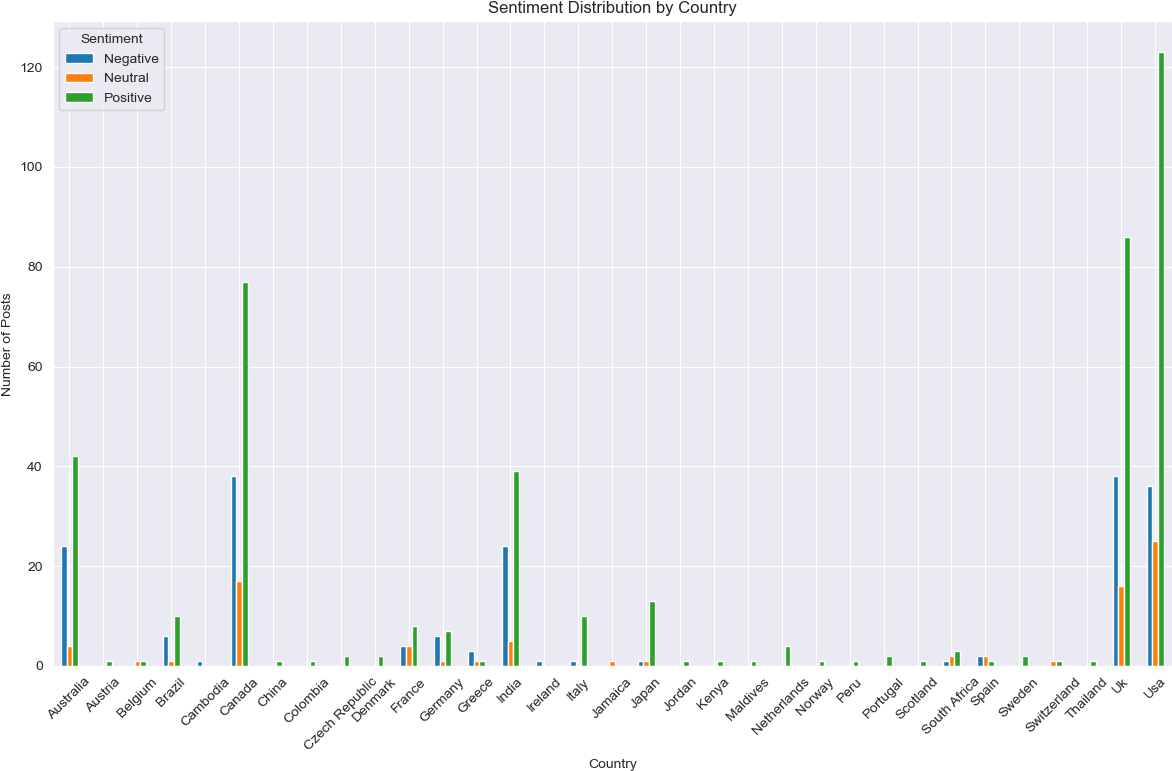 Sentiment Distribution by Country
Sentiment
Negative
Neutral
Positive
Number of Posts
120
100
80
60
40
20
0
Australia
Austria
Belgium
Brazil
Cambodia
Canada
China
Colombia
Czech Republic
Denmark
France
Germany
Greece
India
Ireland
Italy
Jamaica
Japan
Jordan
Kenya
Maldives
Netherlands
Norway
Peru
Portugal
Scotland
South Africa
Spain
Sweden
Switzerland
Thailand
Uk
Usa
Country